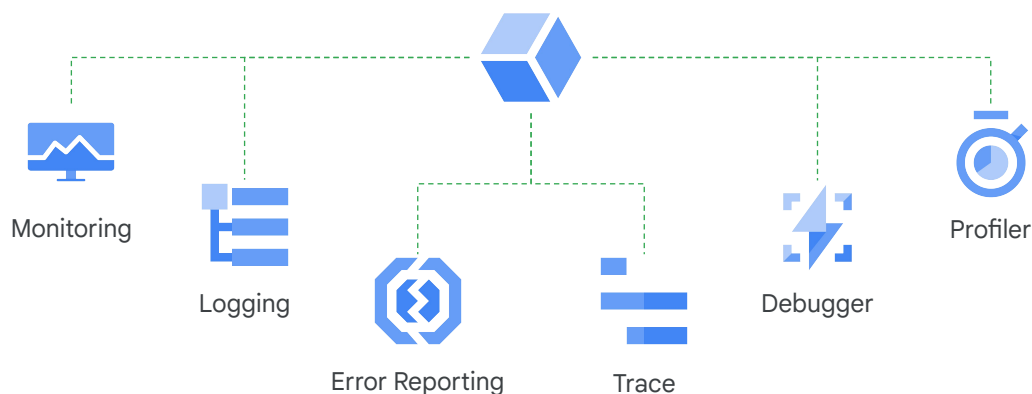 Monitoring
Logging
Error Reporting
Trace
Debugger
Profiler